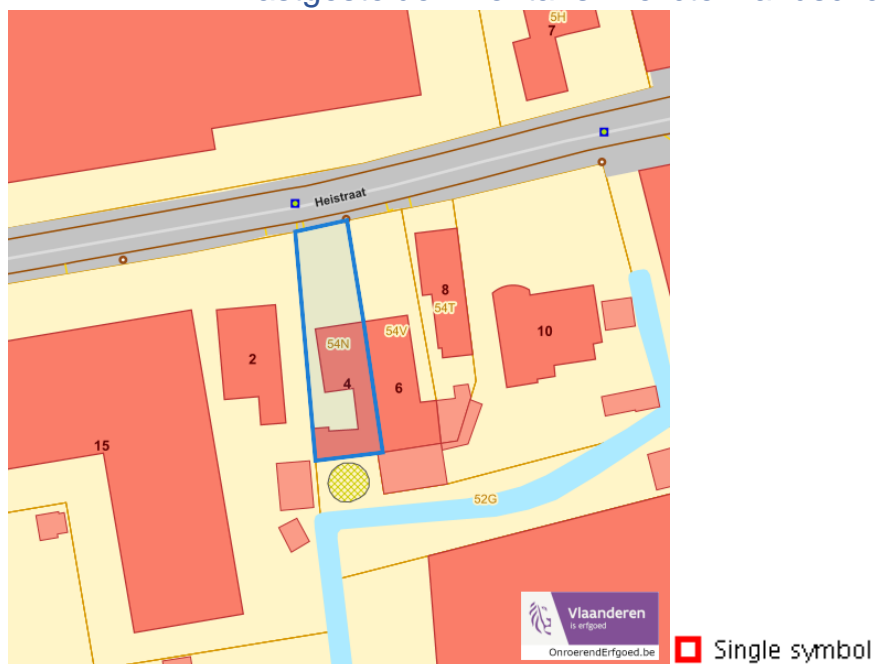 5H
7
Heistraat
8
54T
54N
54V
2
4
6
10
15
52G
Vlaanderen
is erfgoed
OnroerendErfgoed.be
Single symbol